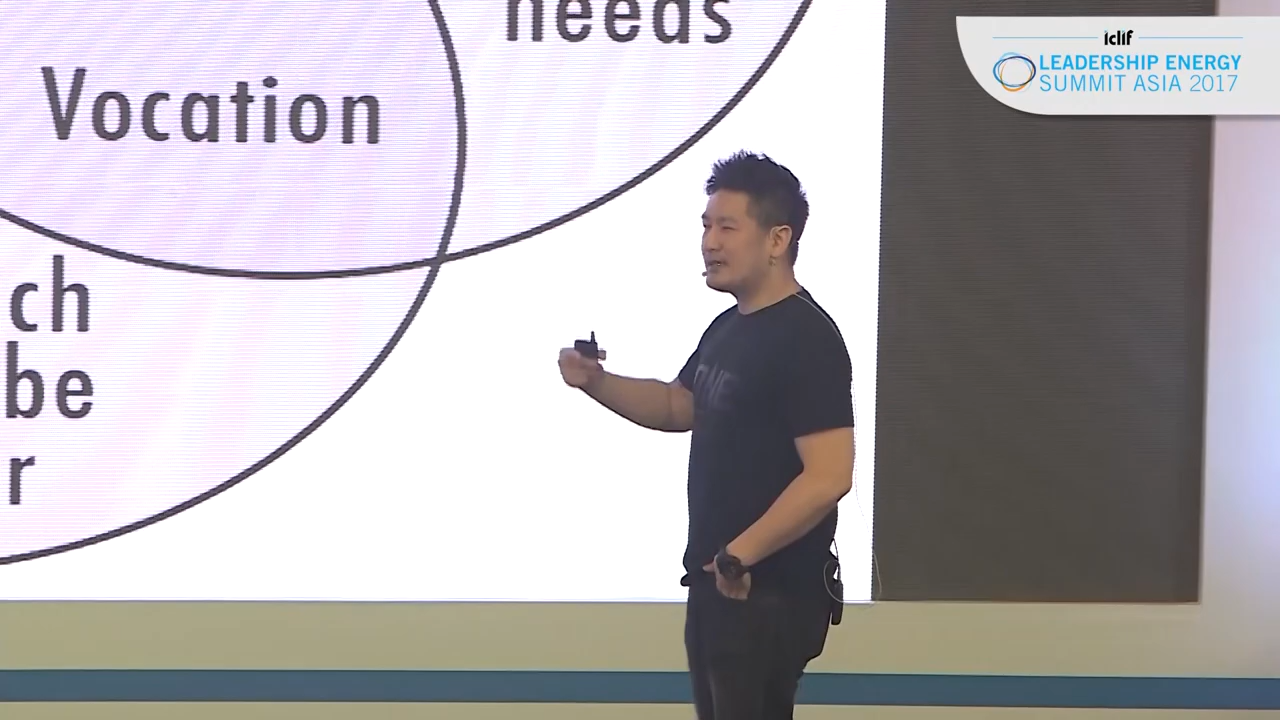 needs
Vocation
ch
be
r
iclif
LEADERSHIP ENERGY
SUMMIT ASIA 2017